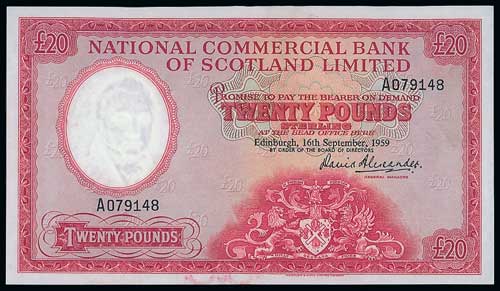 £20 £20
NATIONAL COMMERCIAL BANK
OF SCOTLAND LIMITED
A079148
PROMISE TO PAY THE BEARER ON DEMAND
TWENTY POUNDS
STERLING
AT THE HEAD OFFICE HERE
Edinburgh, 16th September, 1959
BY ORDER OF THE BOARD OF DIRECTORS
David Alexander
GENERAL MANAGER
A079148
TWENTY POUNDS
£20